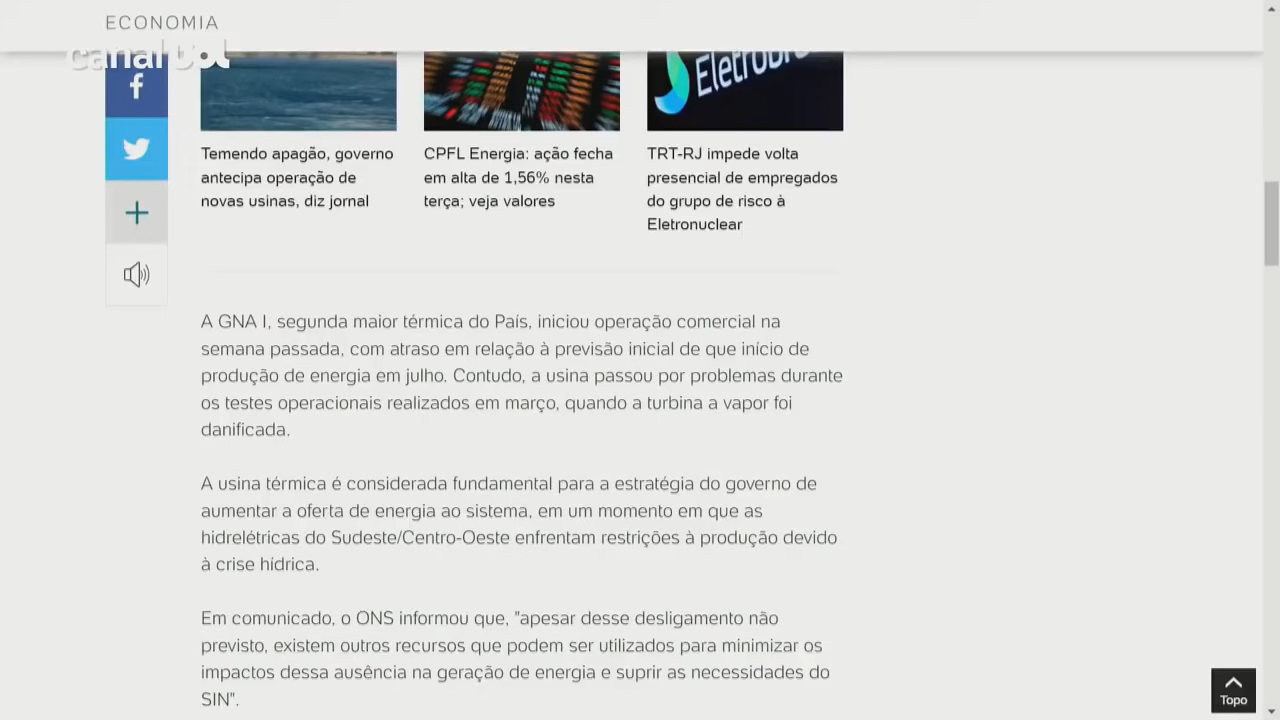 ECONOMIA
canal UOL
Eletrobr
Temendo apagão, governo
antecipa operação de
novas usinas, diz jornal
CPFL Energia: ação fecha
em alta de 1,56% nesta
terça; veja valores
TRT-RJ impede volta
presencial de empregados
do grupo de risco à
Eletronuclear
A GNA I, segunda maior térmica do País, iniciou operação comercial na
semana passada, com atraso em relação à previsão inicial de que início de
produção de energia em julho. Contudo, a usina passou por problemas durante
os testes operacionais realizados em março, quando a turbina a vapor foi
danificada.
A usina térmica é considerada fundamental para a estratégia do governo de
aumentar a oferta de energia ao sistema, em um momento em que as
hidrelétricas do Sudeste/Centro-Oeste enfrentam restrições à produção devido
à crise hídrica.
Em comunicado, o ONS informou que, "apesar desse desligamento não
previsto, existem outros recursos que podem ser utilizados para minimizar os
impactos dessa ausência na geração de energia e suprir as necessidades do
SIN".
Topo